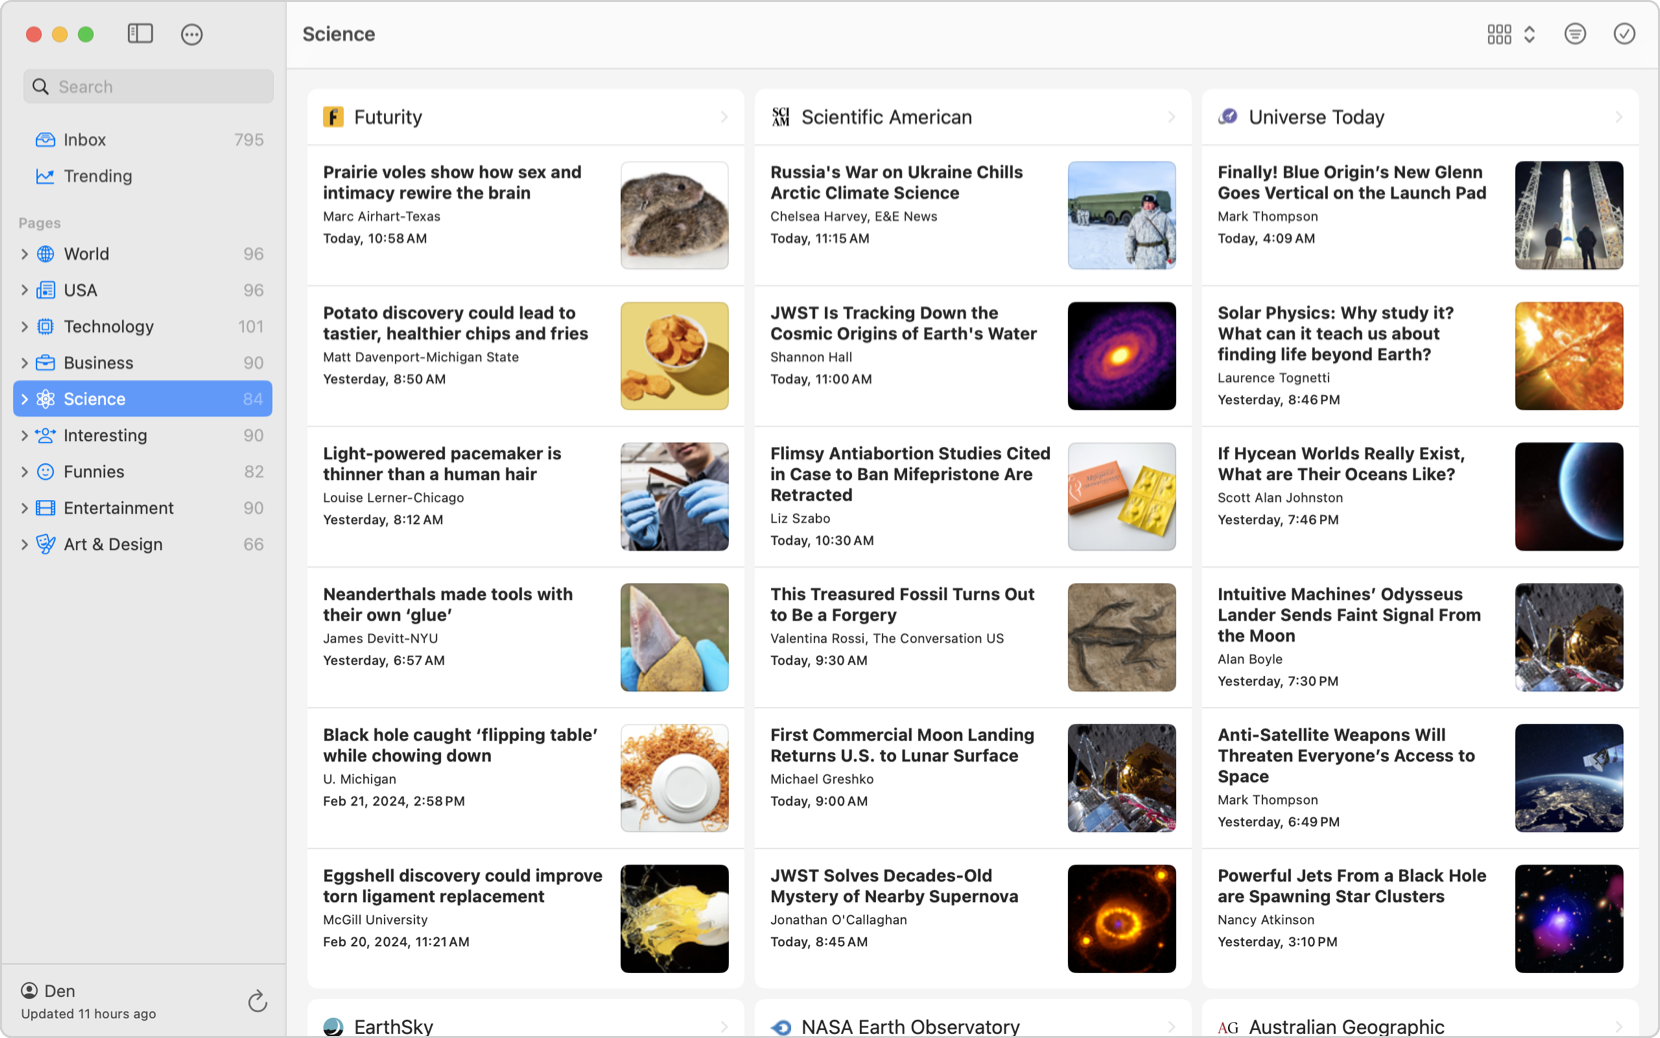 Science
Search
Inbox 795
Trending
Pages
World 96
USA 96
Technology 101
Business 90
Science 84
Interesting 90
Funnies 82
Entertainment 90
Art & Design 66
Den
Updated 11 hours ago
f Futurity
Prairie voles show how sex and
intimacy rewire the brain
Marc Airhart-Texas
Today, 10:58 AM
Potato discovery could lead to
tastier, healthier chips and fries
Matt Davenport-Michigan State
Yesterday, 8:50 AM
Light-powered pacemaker is
thinner than a human hair
Louise Lerner-Chicago
Yesterday, 8:12 AM
Neanderthals made tools with
their own ‘glue’
James Devitt-NYU
Yesterday, 6:57 AM
Black hole caught ‘flipping table’
while chowing down
U. Michigan
Feb 21, 2024, 2:58 PM
Eggshell discovery could improve
torn ligament replacement
McGill University
Feb 20, 2024, 11:21 AM
EarthSky
SCI
AM
Scientific American
Russia's War on Ukraine Chills
Arctic Climate Science
Chelsea Harvey, E&E News
Today, 11:15 AM
JWST Is Tracking Down the
Cosmic Origins of Earth's Water
Shannon Hall
Today, 11:00 AM
Flimsy Antiabortion Studies Cited
in Case to Ban Mifepristone Are
Retracted
Liz Szabo
Today, 10:30 AM
This Treasured Fossil Turns Out
to Be a Forgery
Valentina Rossi, The Conversation US
Today, 9:30 AM
First Commercial Moon Landing
Returns U.S. to Lunar Surface
Michael Greshko
Today, 9:00 AM
JWST Solves Decades-Old
Mystery of Nearby Supernova
Jonathan O'Callaghan
Today, 8:45 AM
NASA Earth Observatory
Universe Today
Finally! Blue Origin’s New Glenn
Goes Vertical on the Launch Pad
Mark Thompson
Today, 4:09 AM
Solar Physics: Why study it?
What can it teach us about
finding life beyond Earth?
Laurence Tognetti
Yesterday, 8:46 PM
If Hycean Worlds Really Exist,
What are Their Oceans Like?
Scott Alan Johnston
Yesterday, 7:46 PM
Intuitive Machines’ Odysseus
Lander Sends Faint Signal From
the Moon
Alan Boyle
Yesterday, 7:30 PM
Anti-Satellite Weapons Will
Threaten Everyone’s Access to
Space
Mark Thompson
Yesterday, 6:49 PM
Powerful Jets From a Black Hole
are Spawning Star Clusters
Nancy Atkinson
Yesterday, 3:10 PM
AG Australian Geographic